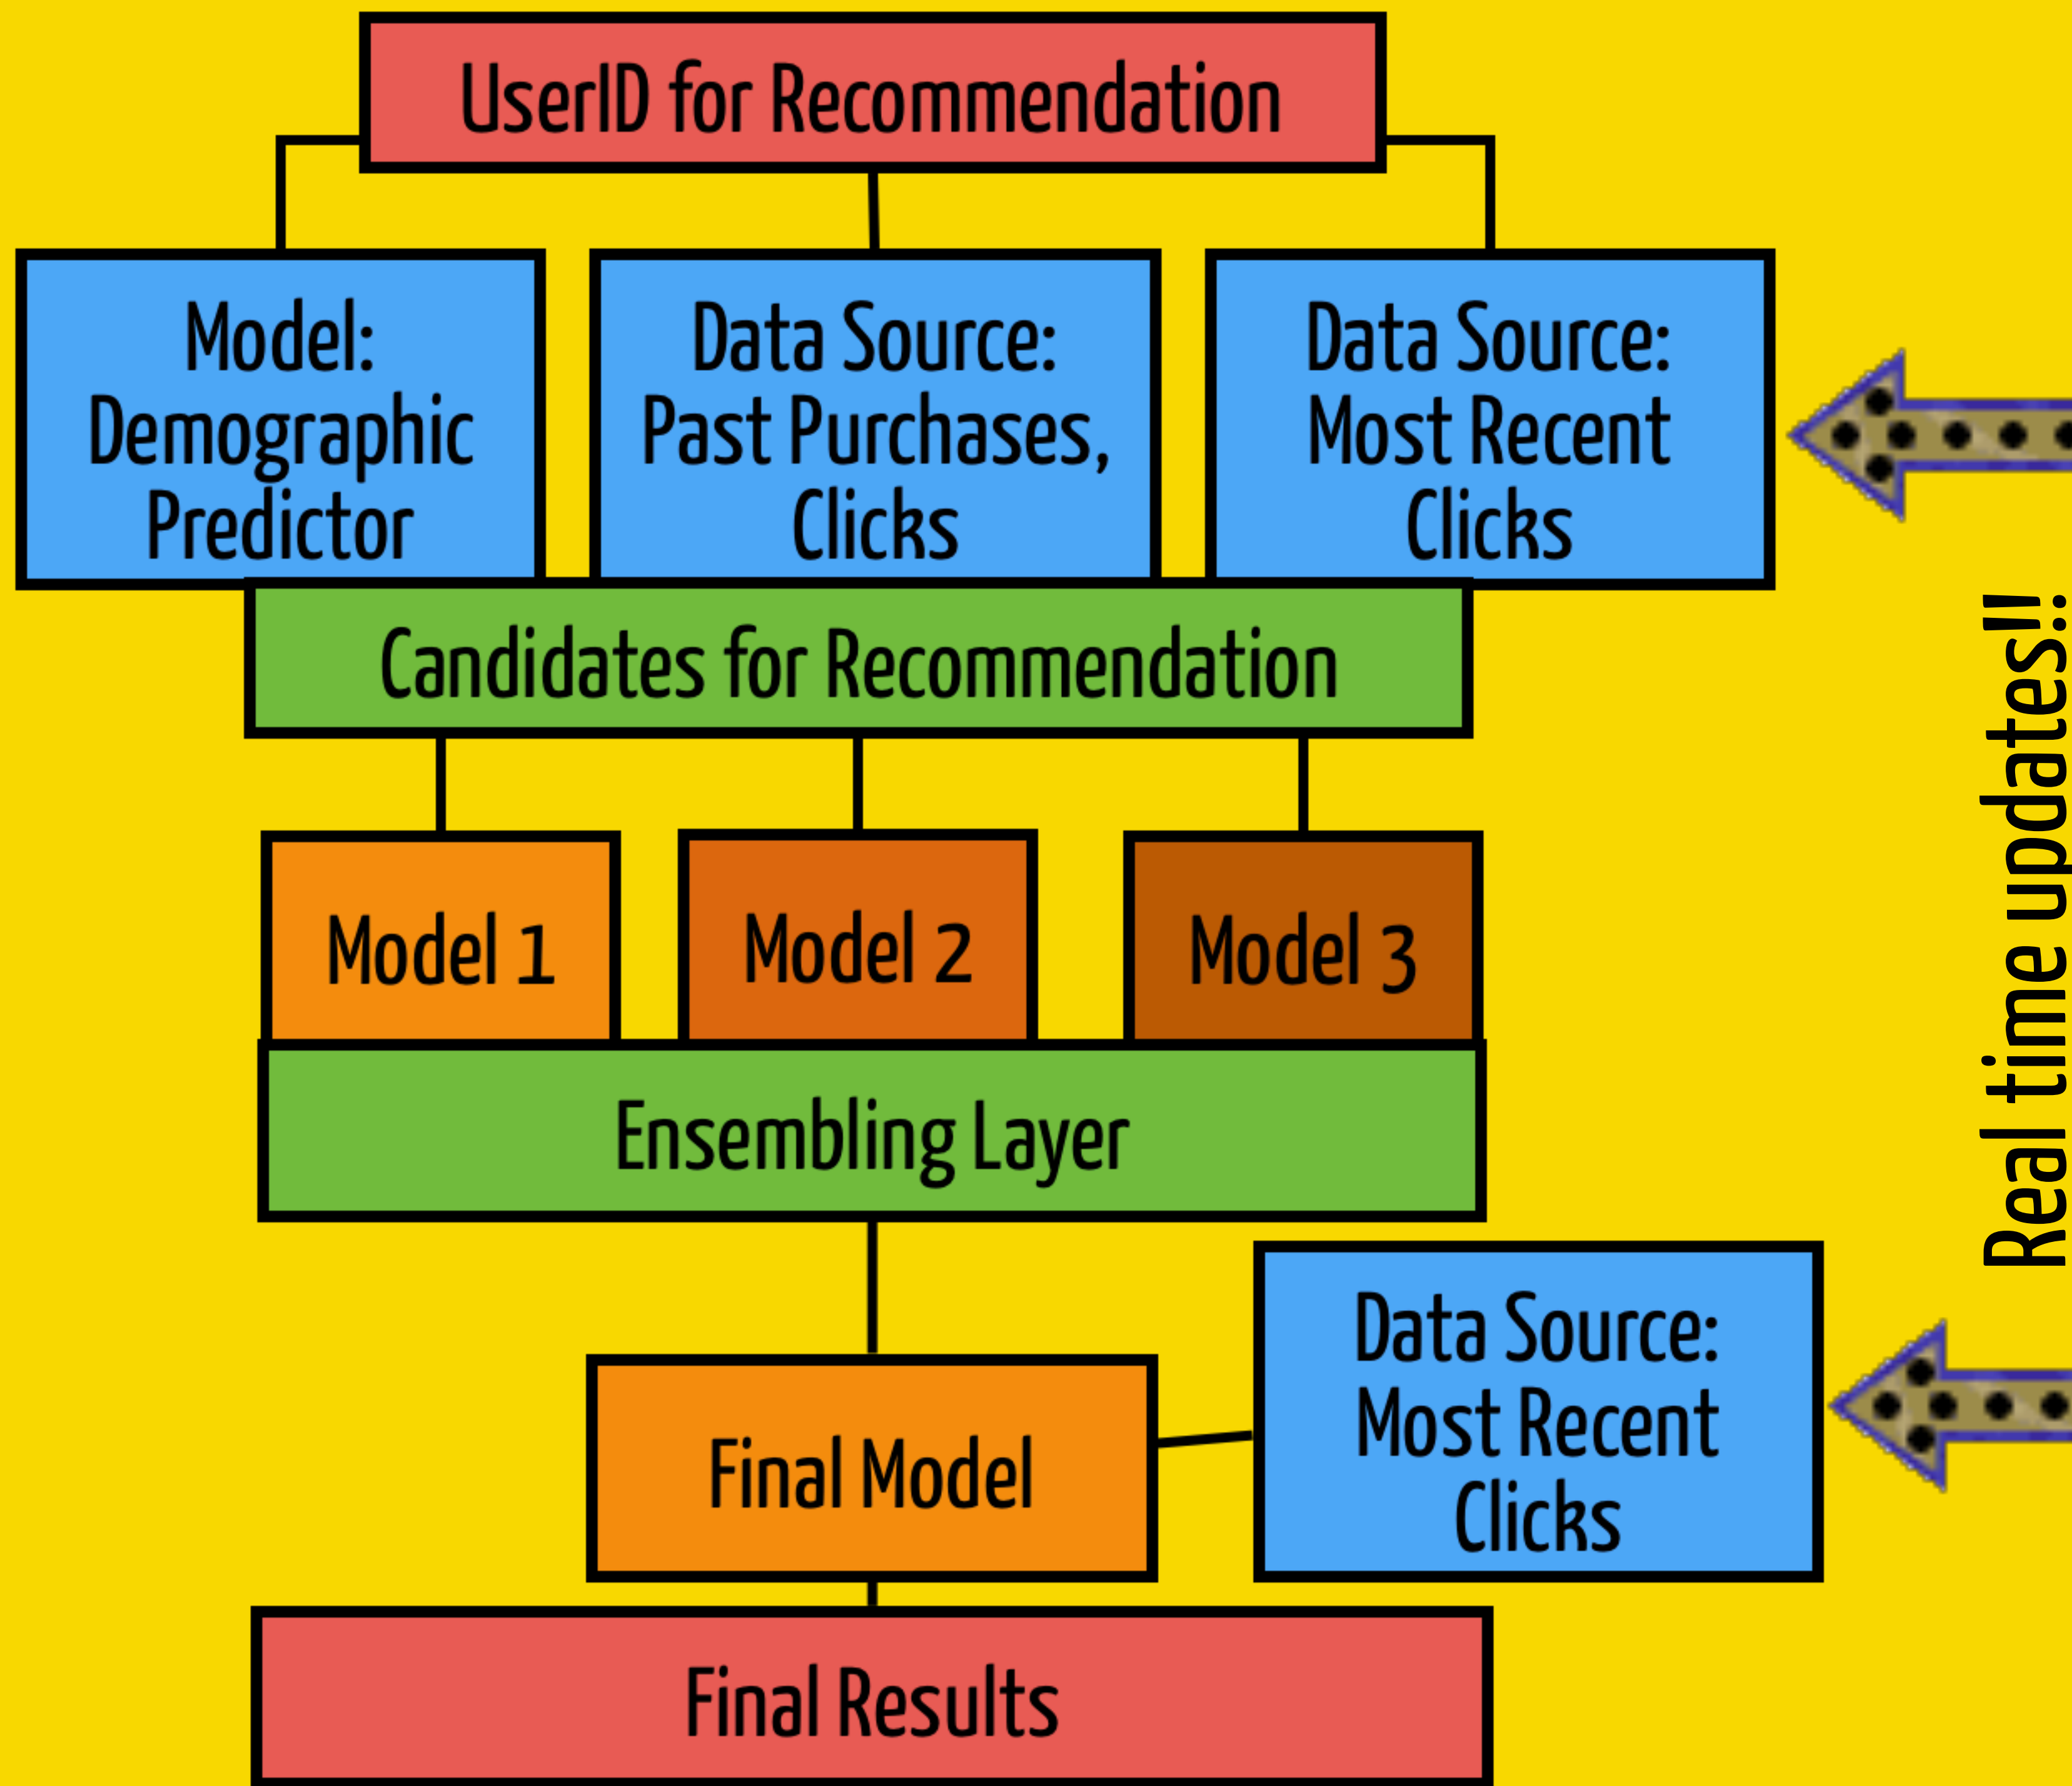 UserID for Recommendation
Model:
Demographic
Predictor
Data Source:
Past Purchases,
Clicks
Data Source:
Most Recent
Clicks
Candidates for Recommendation
Model 1
Model 2
Model 3
Ensembling Layer
Final Model
Data Source:
Most Recent
Clicks
Final Results
Real time updates!!